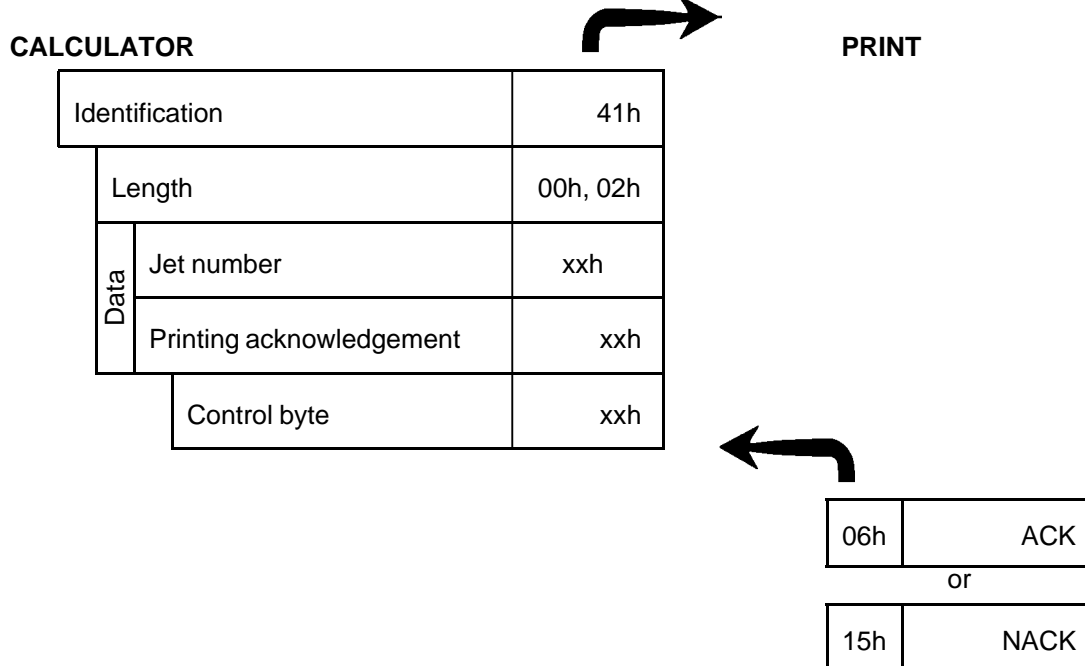 CALCULATOR PRINT
Identification 41h
Length 00h, 02h
Data
Jet number xxh
Printing acknowledgement xxh
Control byte xxh
06h ACK
or
15h NACK